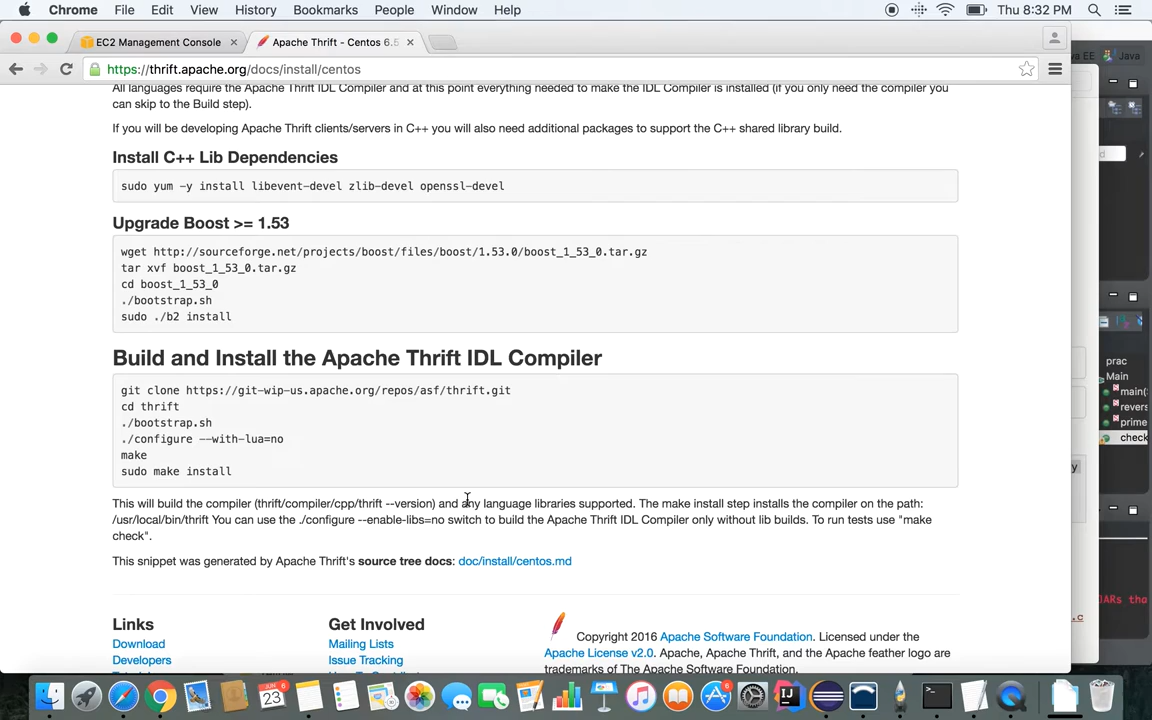 Chrome File Edit View History Bookmarks People Window Help Thu 8:32 PM
EC2 Management Console
Apache Thrift - Centos 6.5
https://thrift.apache.org/docs/install/centos
All languages require the Apache Thrift IDL Compiler and at this point everything needed to make the IDL Compiler is installed (if you only need the compiler you
can skip to the Build step).
If you will be developing Apache Thrift clients/servers in C++ you will also need additional packages to support the C++ shared library build.
Install C++ Lib Dependencies
sudo yum -y install libevent-devel zlib-devel openssl-devel
Upgrade Boost >= 1.53
wget http://sourceforge.net/projects/boost/files/boost/1.53.0/boost_1_53_0.tar.gz
tar xvf boost_1_53_0.tar.gz
cd boost_1_53_0
./bootstrap.sh
sudo ./b2 install
Build and Install the Apache Thrift IDL Compiler
git clone https://git-wip-us.apache.org/repos/asf/thrift.git
cd thrift
./bootstrap.sh
./configure --with-lua=no
make
sudo make install
This will build the compiler (thrift/compiler/cpp/thrift --version) and any language libraries supported. The make install step installs the compiler on the path:
/usr/local/bin/thrift You can use the ./configure --enable-libs=no switch to build the Apache Thrift IDL Compiler only without lib builds. To run tests use "make
check".
This snippet was generated by Apache Thrift's source tree docs: doc/install/centos.md
Links
Download
Developers
Get Involved
Mailing Lists
Issue Tracking
Copyright 2016 Apache Software Foundation. Licensed under the
Apache License v2.0. Apache, Apache Thrift, and the Apache feather logo are
trademarks of The Apache Software Foundation.
Java
prac
Main
main(
revers
prime
check
JARs tha
23